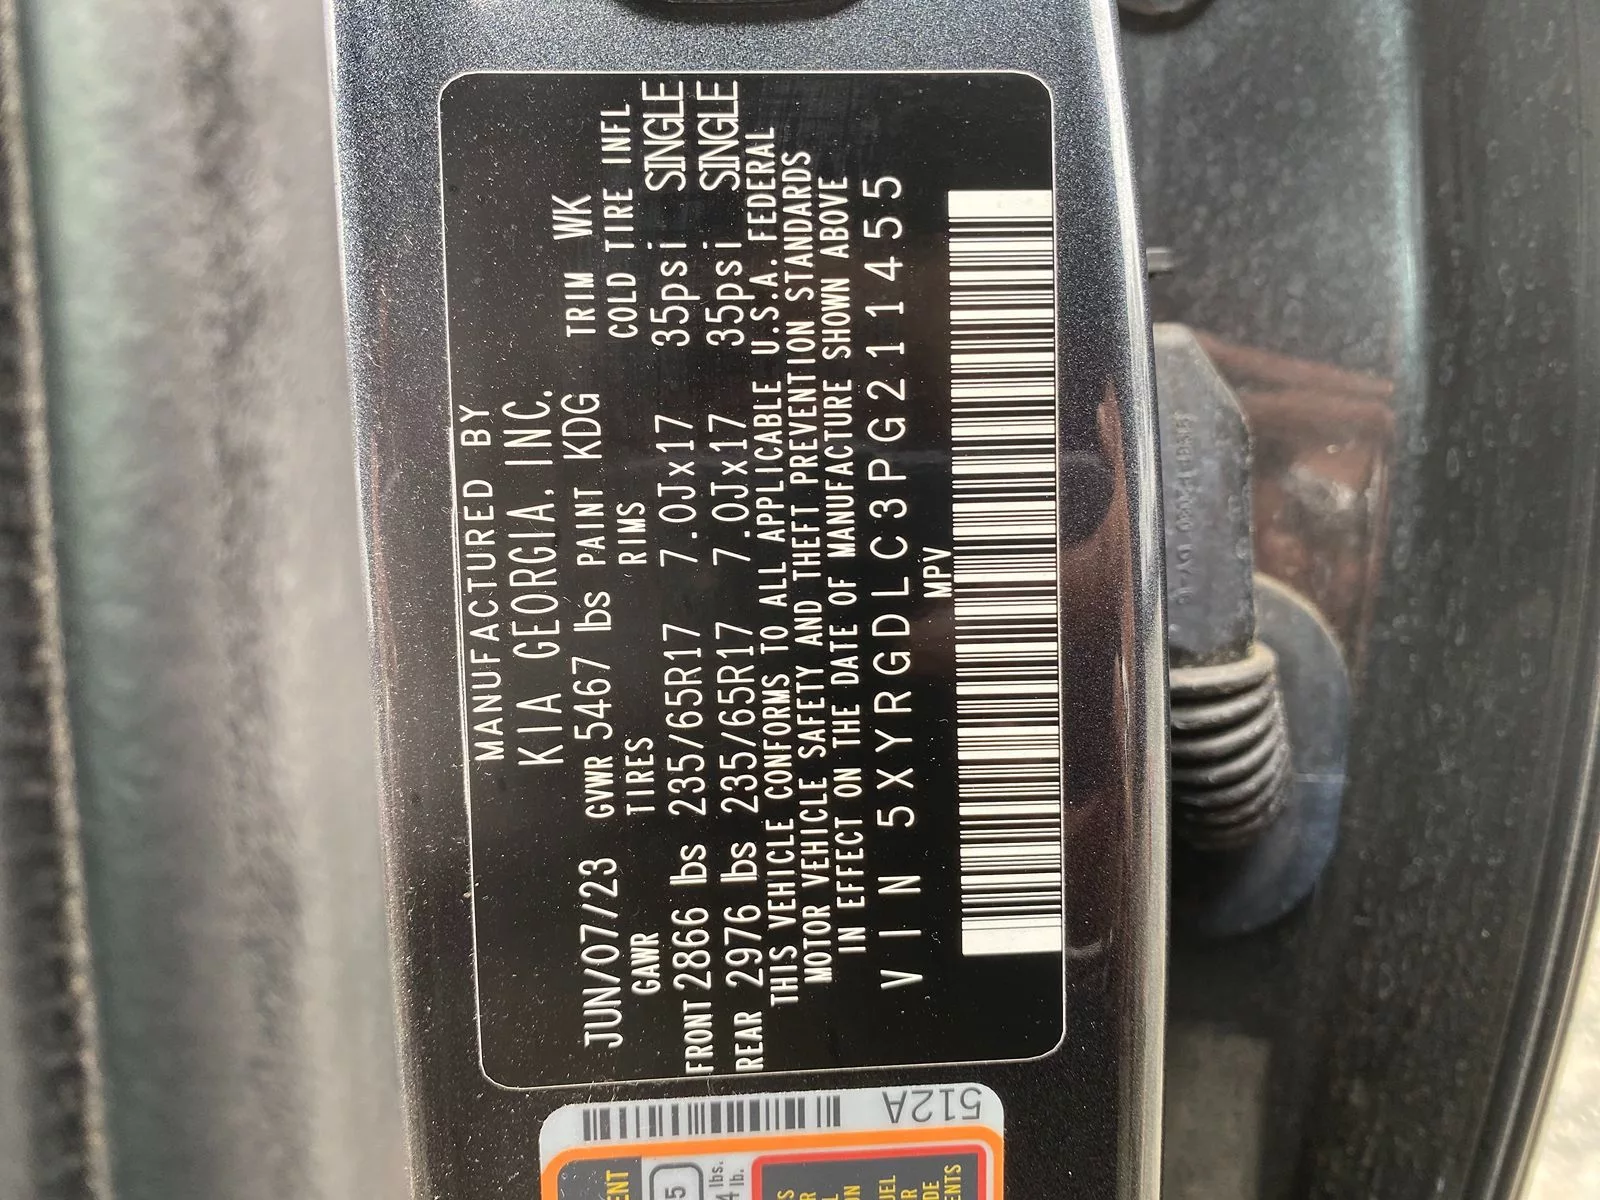 MANUFACTURED BY
KIA GEORGIA, INC.
JUN/07/23 GVWR 5467 lbs PAINT KDG TRIM WK
GAWR TIRES RIMS COLD TIRE INFL
FRONT 2866 lbs 235/65R17 7.0Jx17 35psi SINGLE
REAR 2976 lbs 235/65R17 7.0Jx17 35psi SINGLE
THIS VEHICLE CONFORMS TO ALL APPLICABLE U.S.A. FEDERAL
MOTOR VEHICLE SAFETY AND THEFT PREVENTION STANDARDS
IN EFFECT ON THE DATE OF MANUFACTURE SHOWN ABOVE
VIN 5XYRGDLC3PG211455
MPV
512A